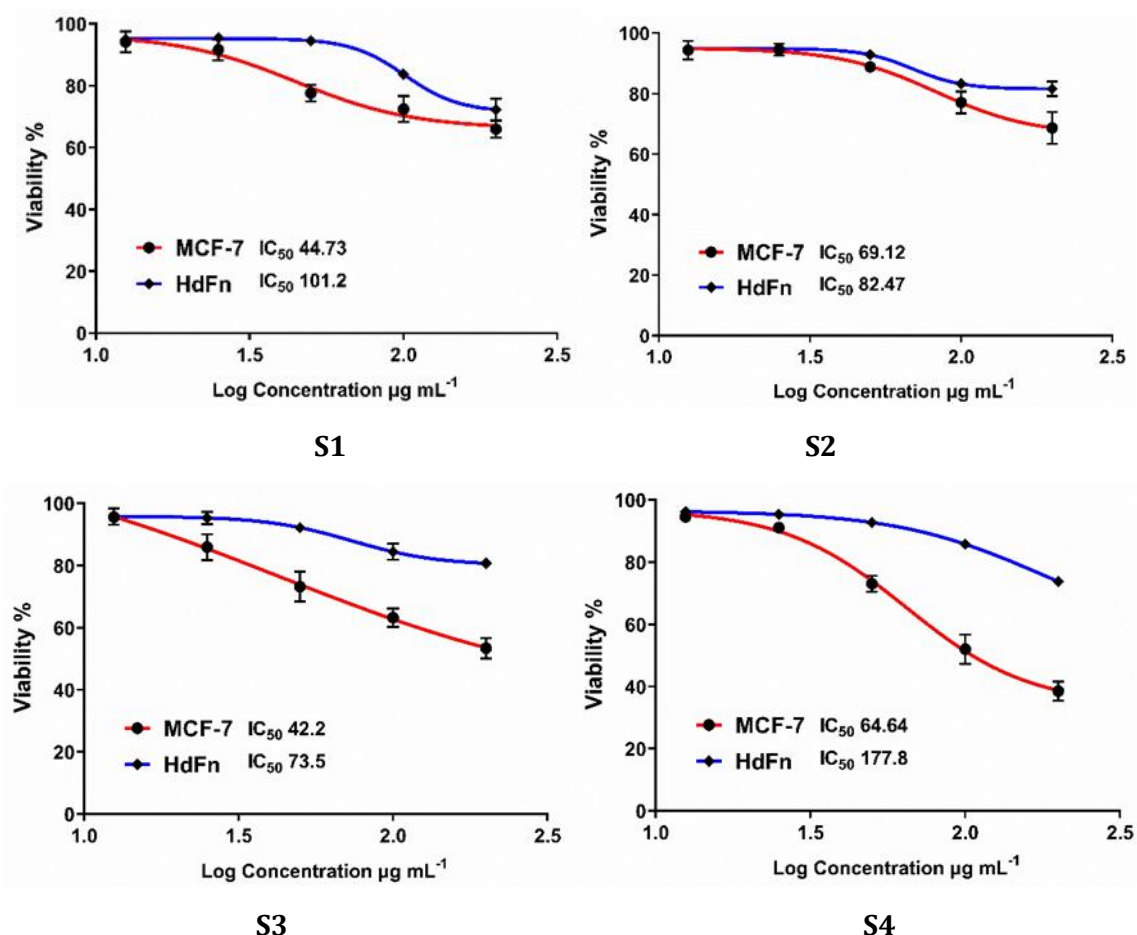 100
80
60
40
20
0
Viability %
MCF-7 IC50 44.73
HdFn IC50 101.2
1.0 1.5 2.0 2.5
Log Concentration µg mL-1
S1
100
80
60
40
20
0
Viability %
MCF-7 IC50 69.12
HdFn IC50 82.47
1.0 1.5 2.0 2.5
Log Concentration µg mL-1
S2
100
80
60
40
20
0
Viability %
MCF-7 IC50 42.2
HdFn IC50 73.5
1.0 1.5 2.0 2.5
Log Concentration µg mL-1
S3
100
80
60
40
20
0
Viability %
MCF-7 IC50 64.64
HdFn IC50 177.8
1.0 1.5 2.0 2.5
Log Concentration µg mL-1
S4